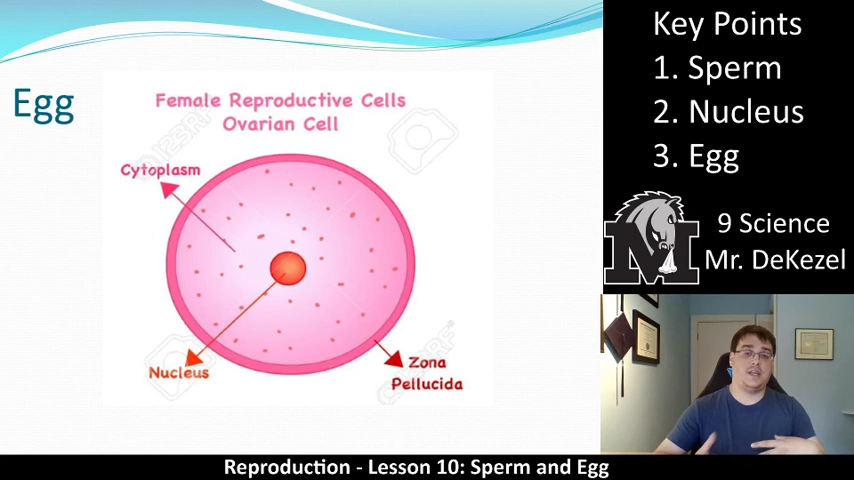 Egg
Female Reproductive Cells
Ovarian Cell
Cytoplasm
Nucleus
Zona
Pellucida
123RF
Key Points
1. Sperm
2. Nucleus
3. Egg
M
9 Science
Mr. DeKezel
Reproduction - Lesson 10: Sperm and Egg